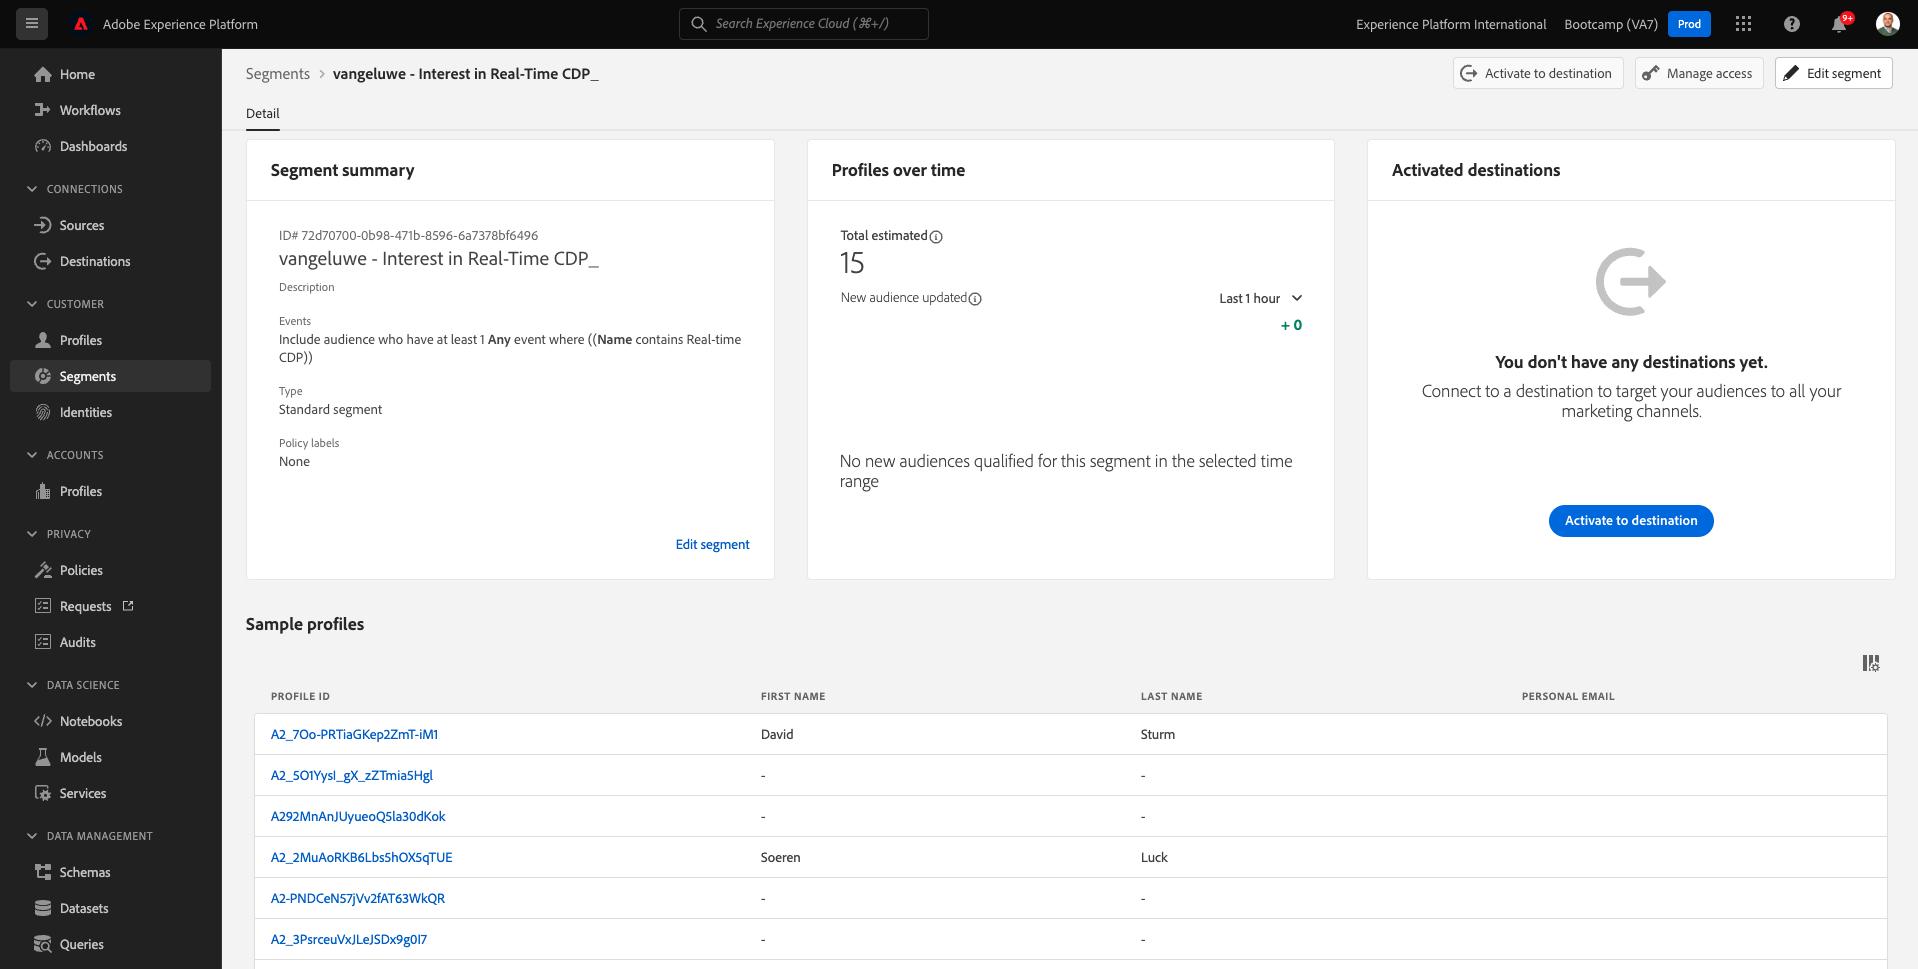 Adobe Experience Platform
Search Experience Cloud (⌘+/)
Experience Platform International
Bootcamp (VA7)
Prod
9+
Home
Workflows
Dashboards
CONNECTIONS
Sources
Destinations
CUSTOMER
Profiles
Segments
Identities
ACCOUNTS
Profiles
PRIVACY
Policies
Requests
Audits
DATA SCIENCE
Notebooks
Models
Services
DATA MANAGEMENT
Schemas
Datasets
Queries
Segments > vangeluwe - Interest in Real-Time CDP_
Activate to destination
Manage access
Edit segment
Detail
Segment summary
ID# 72d70700-0b98-471b-8596-6a7378bf6496
vangeluwe - Interest in Real-Time CDP_
Description
Events
Include audience who have at least 1 Any event where ((Name contains Real-time
CDP))
Type
Standard segment
Policy labels
None
Edit segment
Profiles over time
Total estimated
15
New audience updated
Last 1 hour
+ 0
No new audiences qualified for this segment in the selected time
range
Activated destinations
You don't have any destinations yet.
Connect to a destination to target your audiences to all your
marketing channels.
Activate to destination
Sample profiles
PROFILE ID FIRST NAME LAST NAME PERSONAL EMAIL
A2_7Oo-PRTiaGKep2ZmT-iM1 David Sturm
A2_5O1YysI_gX_zZTmia5Hgl - -
A292MnAnJUyueoQ5la30dKok - -
A2_2MuAoRKB6Lbs5hOX5qTUE Soeren Luck
A2-PNDCeN57jVv2fAT63WkQR - -
A2_3PsrceuVxJLeJSDx9g0I7 - -